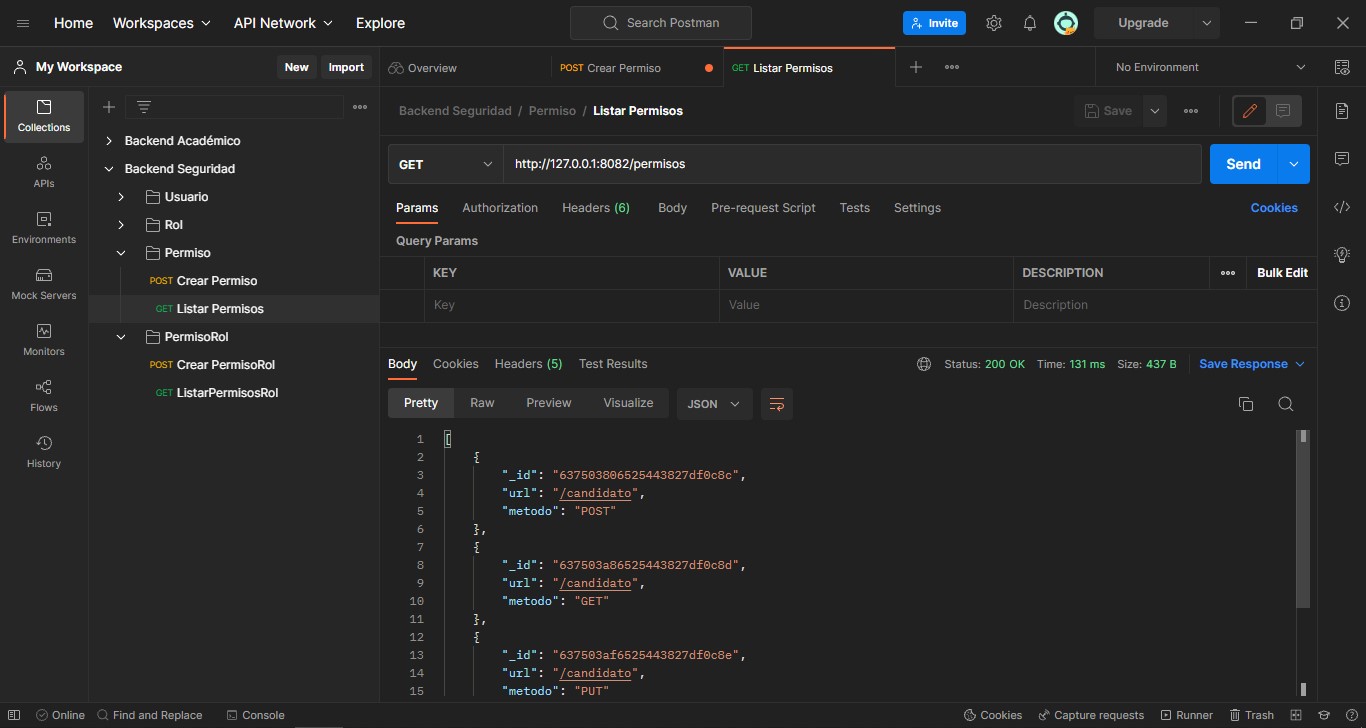 Home Workspaces API Network Explore Search Postman Invite Upgrade
My Workspace New Import Overview POST Crear Permiso GET Listar Permisos No Environment
Collections
APIs
Environments
Mock Servers
Monitors
Flows
History
Backend Académico
Backend Seguridad
Usuario
Rol
Permiso
POST Crear Permiso
GET Listar Permisos
PermisoRol
POST Crear PermisoRol
GET ListarPermisosRol
Backend Seguridad / Permiso / Listar Permisos Save
GET http://127.0.0.1:8082/permisos Send
Params Authorization Headers (6) Body Pre-request Script Tests Settings Cookies
Query Params
KEY VALUE DESCRIPTION Bulk Edit
Key Value Description
Body Cookies Headers (5) Test Results Status: 200 OK Time: 131 ms Size: 437 B Save Response
Pretty Raw Preview Visualize JSON
1 [
2 {
3 "_id": "637503806525443827df0c8c",
4 "url": "/candidato",
5 "metodo": "POST"
6 },
7 {
8 "_id": "637503a86525443827df0c8d",
9 "url": "/candidato",
10 "metodo": "GET"
11 },
12 {
13 "_id": "637503af6525443827df0c8e",
14 "url": "/candidato",
15 "metodo": "PUT"
Online Find and Replace Console Cookies Capture requests Runner Trash